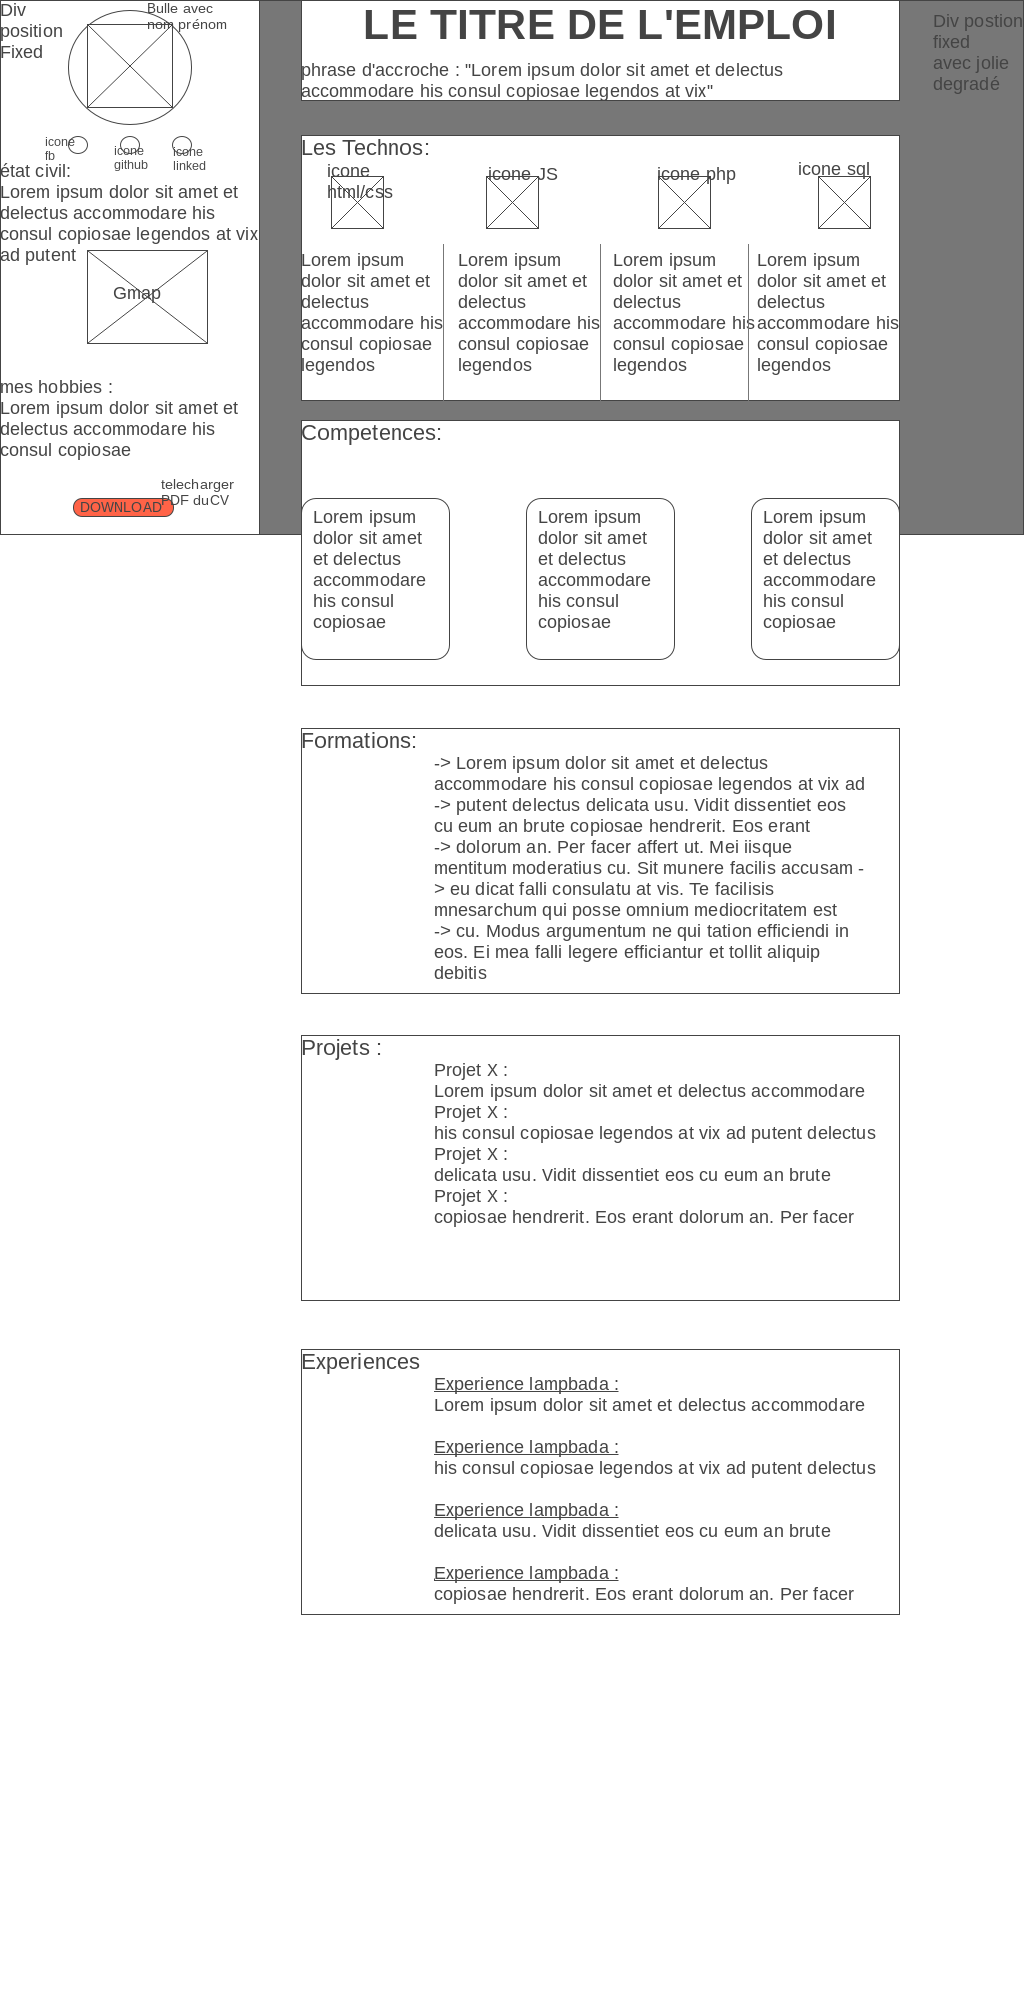 Div
position
Fixed
Bulle avec
nom prénom
icone
fb
icone
github
icone
linked
état civil:
Lorem ipsum dolor sit amet et
delectus accommodare his
consul copiosae legendos at vix
ad putent
Gmap
mes hobbies :
Lorem ipsum dolor sit amet et
delectus accommodare his
consul copiosae
telecharger
PDF duCV
DOWNLOAD
LE TITRE DE L'EMPLOI
phrase d'accroche : "Lorem ipsum dolor sit amet et delectus
accommodare his consul copiosae legendos at vix"
Div postion
fixed
avec jolie
degradé
Les Technos:
icone
html/css
icone JS
icone php
icone sql
Lorem ipsum
dolor sit amet et
delectus
accommodare his
consul copiosae
legendos
Lorem ipsum
dolor sit amet et
delectus
accommodare his
consul copiosae
legendos
Lorem ipsum
dolor sit amet et
delectus
accommodare his
consul copiosae
legendos
Lorem ipsum
dolor sit amet et
delectus
accommodare his
consul copiosae
legendos
Competences:
Lorem ipsum
dolor sit amet
et delectus
accommodare
his consul
copiosae
Lorem ipsum
dolor sit amet
et delectus
accommodare
his consul
copiosae
Lorem ipsum
dolor sit amet
et delectus
accommodare
his consul
copiosae
Formations:
-> Lorem ipsum dolor sit amet et delectus
accommodare his consul copiosae legendos at vix ad
-> putent delectus delicata usu. Vidit dissentiet eos
cu eum an brute copiosae hendrerit. Eos erant
-> dolorum an. Per facer affert ut. Mei iisque
mentitum moderatius cu. Sit munere facilis accusam -
> eu dicat falli consulatu at vis. Te facilisis
mnesarchum qui posse omnium mediocritatem est
-> cu. Modus argumentum ne qui tation efficiendi in
eos. Ei mea falli legere efficiantur et tollit aliquip
debitis
Projets :
Projet X :
Lorem ipsum dolor sit amet et delectus accommodare
Projet X :
his consul copiosae legendos at vix ad putent delectus
Projet X :
delicata usu. Vidit dissentiet eos cu eum an brute
Projet X :
copiosae hendrerit. Eos erant dolorum an. Per facer
Experiences
Experience lampbada :
Lorem ipsum dolor sit amet et delectus accommodare
Experience lampbada :
his consul copiosae legendos at vix ad putent delectus
Experience lampbada :
delicata usu. Vidit dissentiet eos cu eum an brute
Experience lampbada :
copiosae hendrerit. Eos erant dolorum an. Per facer